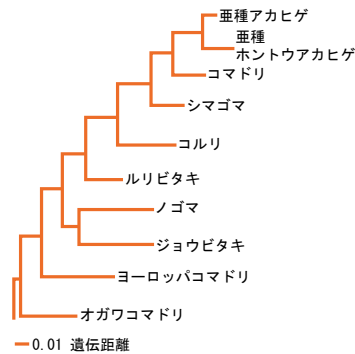 亜種アカヒゲ
亜種
ホントウアカヒゲ
コマドリ
シマゴマ
コルリ
ルリビタキ
ノゴマ
ジョウビタキ
ヨーロッパコマドリ
オガワコマドリ
0.01 遺伝距離